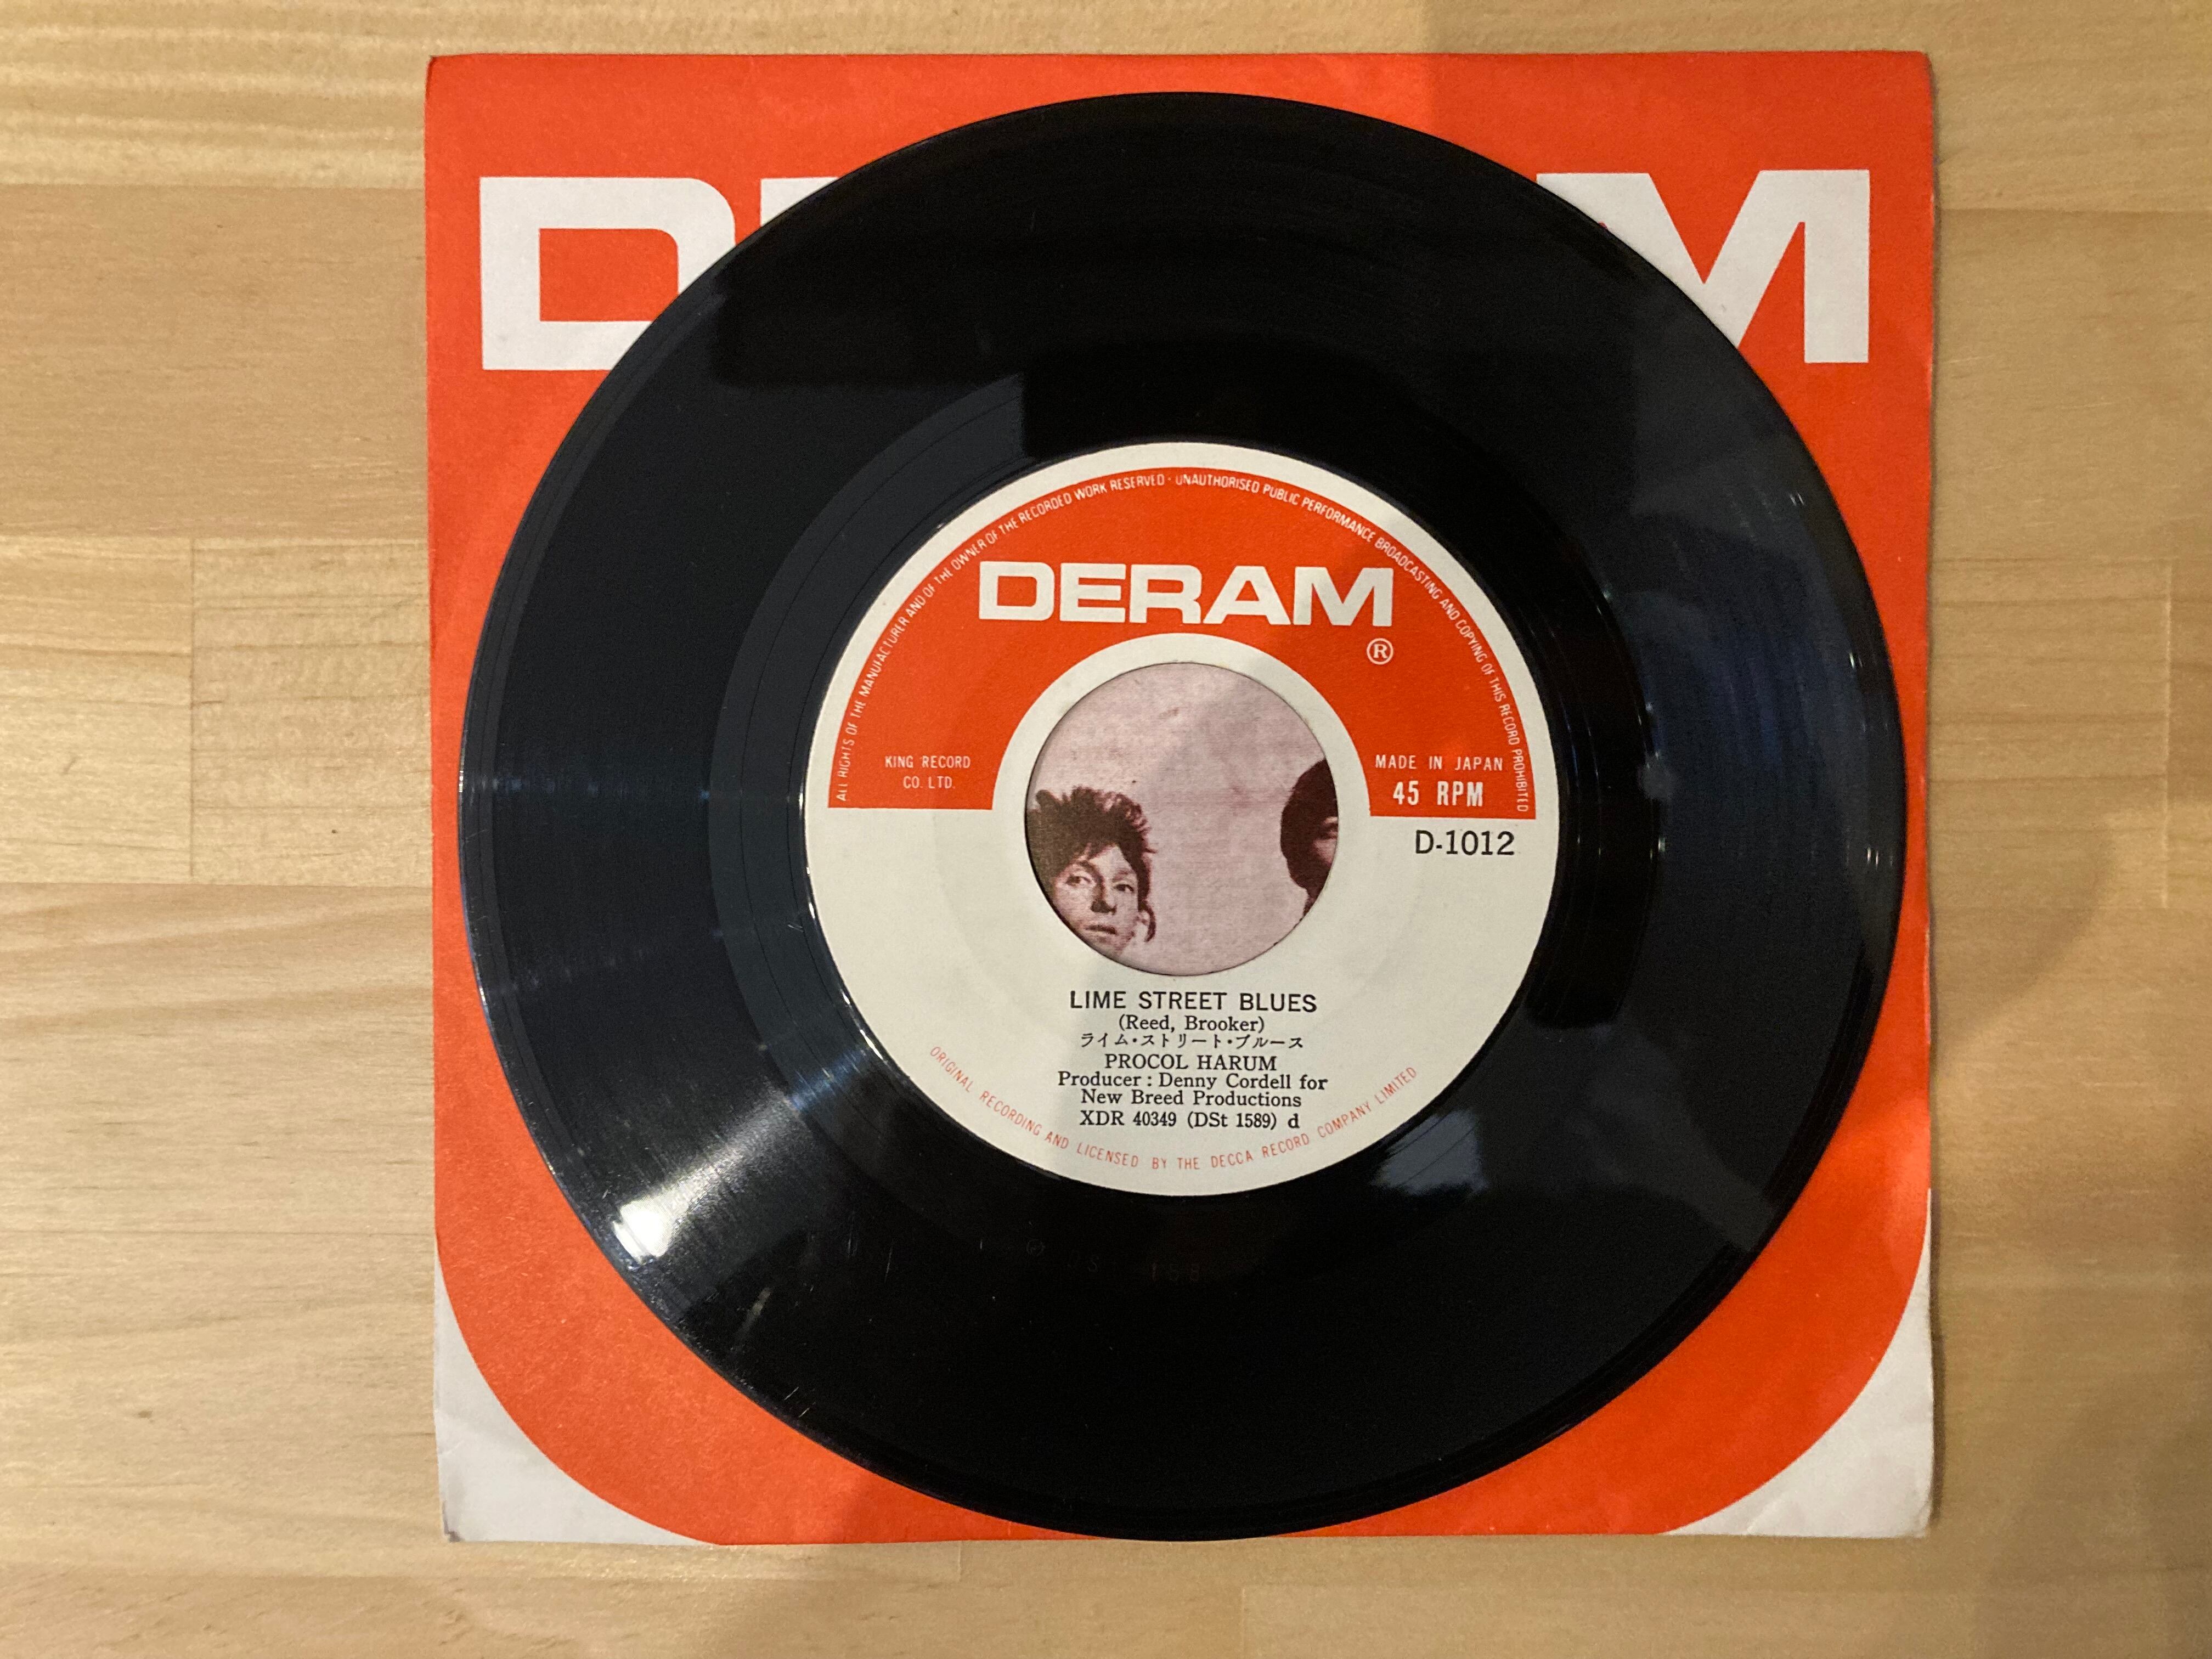 D M
ALL RIGHTS OF THE MANUFACTURER AND OF THE OWNER OF THE RECORDED WORK RESERVED · UNAUTHORISED PUBLIC PERFORMANCE BROADCASTING AND COPYING OF THIS RECORD PROHIBITED
DERAM
®
KING RECORD
CO. LTD.
MADE IN JAPAN
45 RPM
D-1012
LIME STREET BLUES
(Reed, Brooker)
ライム・ストリート・ブルース
PROCOL HARUM
Producer : Denny Cordell for
New Breed Productions
XDR 40349 (DSt 1589) d
ORIGINAL RECORDING AND LICENSED BY THE DECCA RECORD COMPANY LIMITED